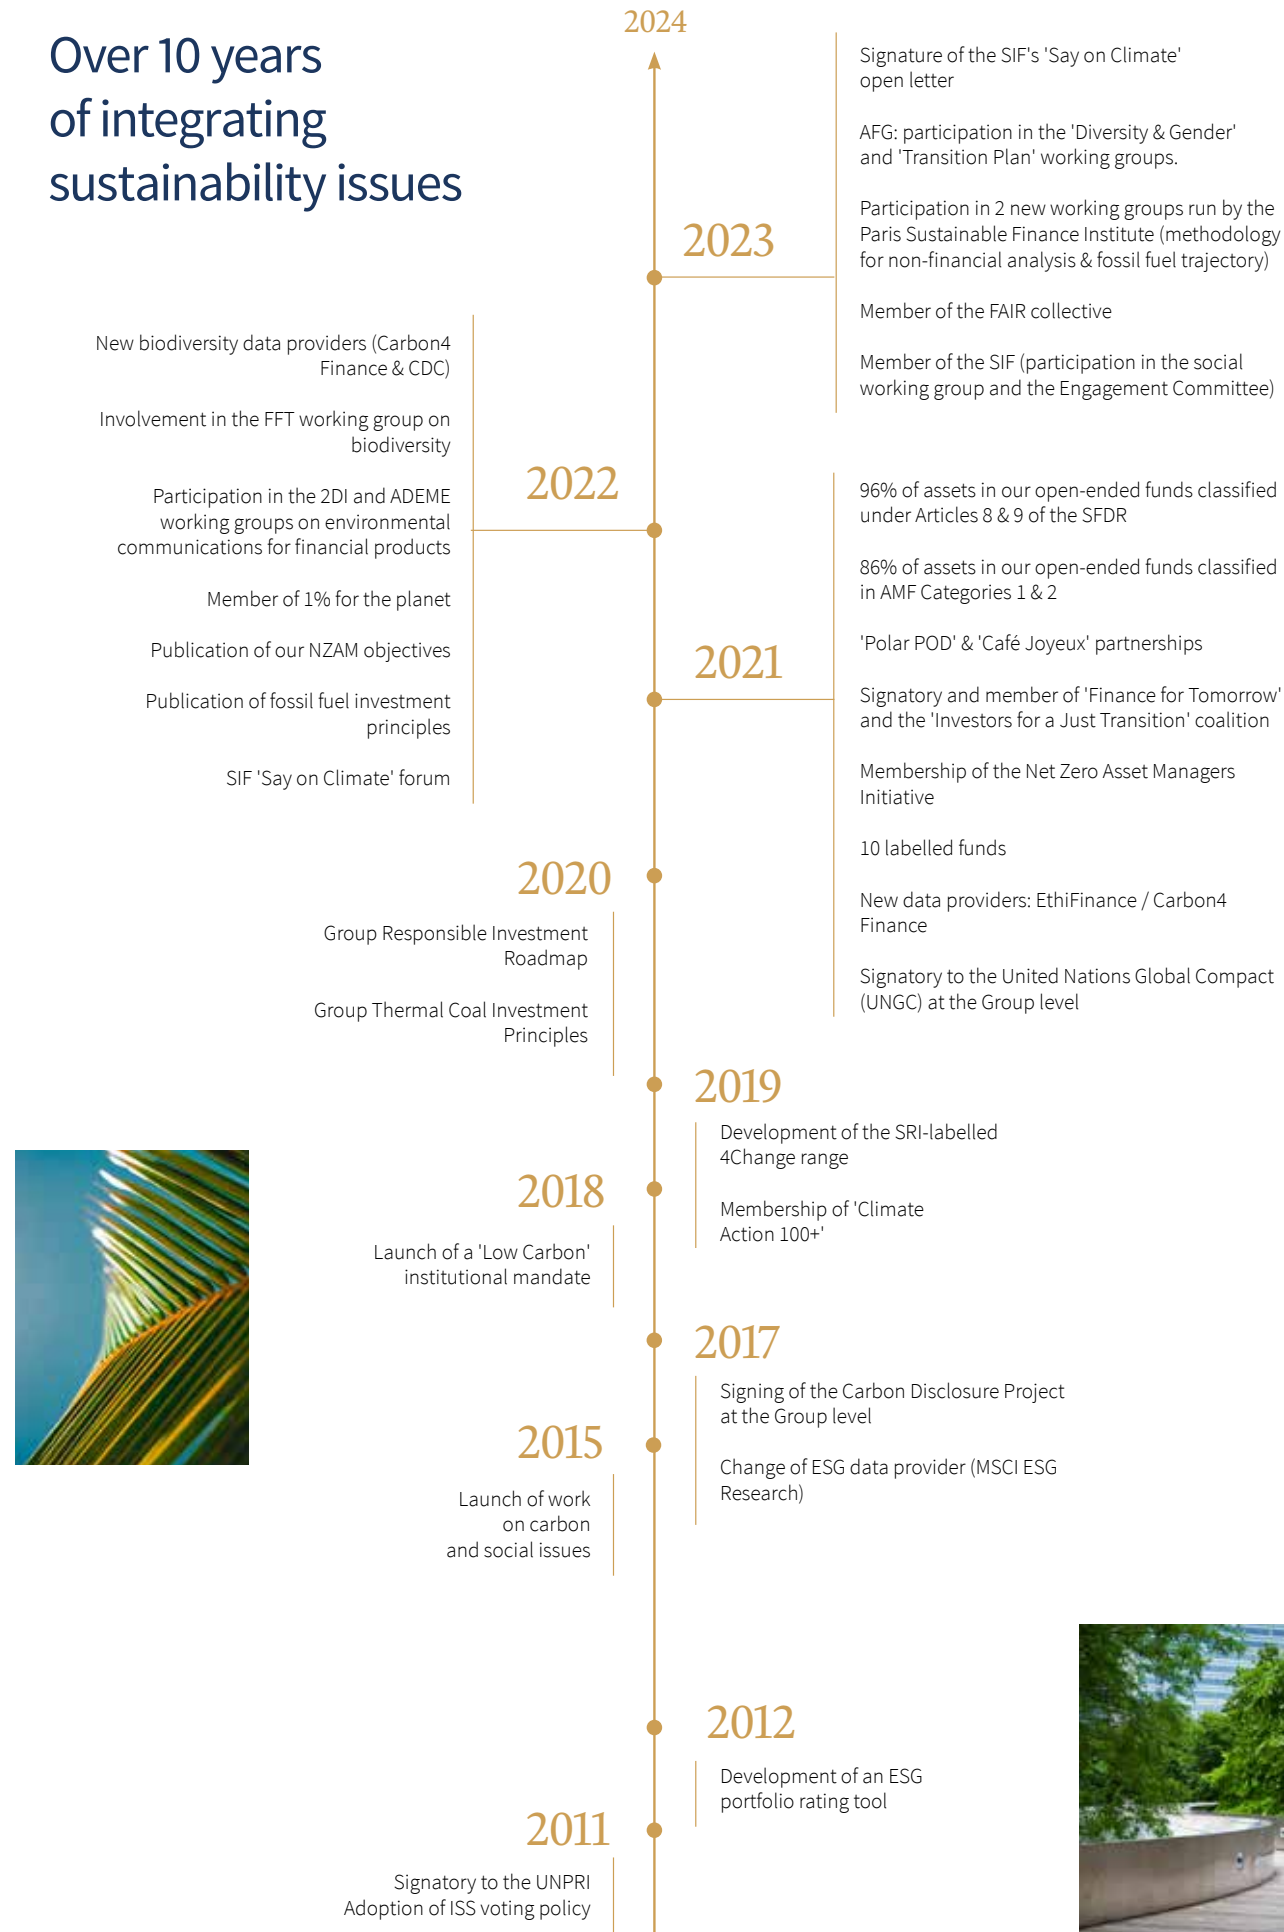 Over 10 years
of integrating
sustainability issues
2024
2023
Signature of the SIF's 'Say on Climate'
open letter
AFG: participation in the 'Diversity & Gender'
and 'Transition Plan' working groups.
Participation in 2 new working groups run by the
Paris Sustainable Finance Institute (methodology
for non-financial analysis & fossil fuel trajectory)
Member of the FAIR collective
Member of the SIF (participation in the social
working group and the Engagement Committee)
2022
New biodiversity data providers (Carbon4
Finance & CDC)
Involvement in the FFT working group on
biodiversity
Participation in the 2DI and ADEME
working groups on environmental
communications for financial products
Member of 1% for the planet
Publication of our NZAM objectives
Publication of fossil fuel investment
principles
SIF 'Say on Climate' forum
2021
96% of assets in our open-ended funds classified
under Articles 8 & 9 of the SFDR
86% of assets in our open-ended funds classified
in AMF Categories 1 & 2
'Polar POD' & 'Café Joyeux' partnerships
Signatory and member of 'Finance for Tomorrow'
and the 'Investors for a Just Transition' coalition
Membership of the Net Zero Asset Managers
Initiative
10 labelled funds
New data providers: EthiFinance / Carbon4
Finance
Signatory to the United Nations Global Compact
(UNGC) at the Group level
2020
Group Responsible Investment
Roadmap
Group Thermal Coal Investment
Principles
2019
Development of the SRI-labelled
4Change range
Membership of 'Climate
Action 100+'
2018
Launch of a 'Low Carbon'
institutional mandate
2017
Signing of the Carbon Disclosure Project
at the Group level
Change of ESG data provider (MSCI ESG
Research)
2015
Launch of work
on carbon
and social issues
2012
Development of an ESG
portfolio rating tool
2011
Signatory to the UNPRI
Adoption of ISS voting policy